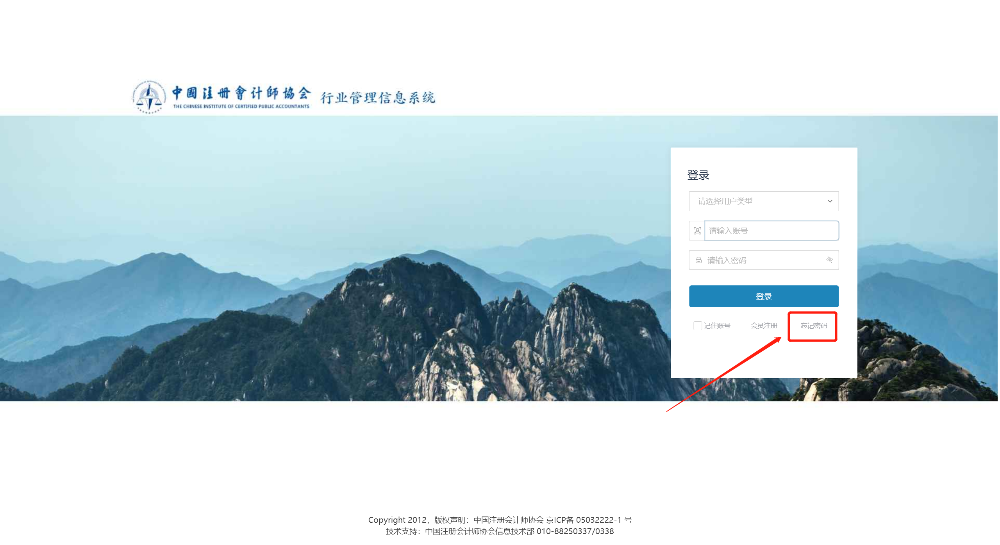 中國注册會计師協会
THE CHINESE INSTITUTE OF CERTIFIED PUBLIC ACCOUNTANTS
行业管理信息系统
登录
请选择用户类型
请输入账号
请输入密码
登录
记住账号 会员注册 忘记密码
Copyright 2012，版权声明：中国注册会计师协会 京ICP备 05032222-1 号
技术支持：中国注册会计师协会信息技术部 010-88250337/0338